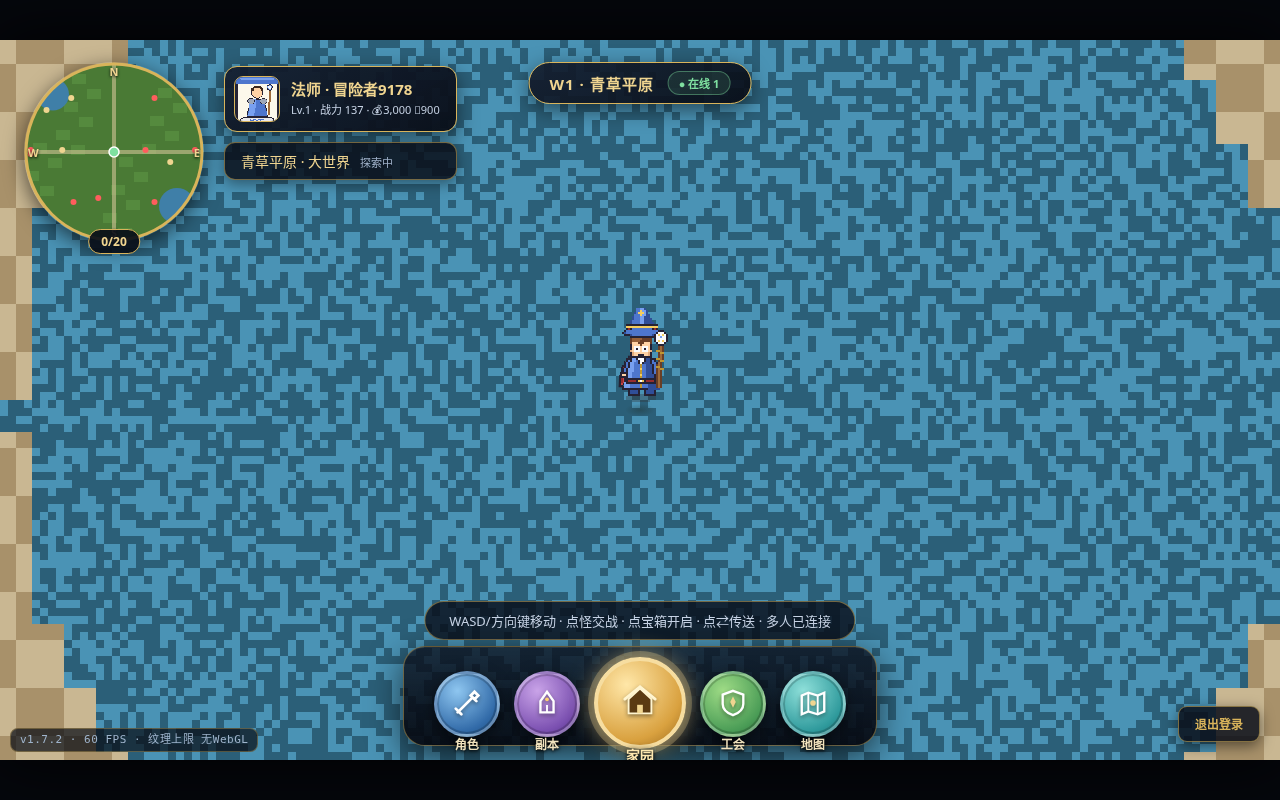 N
W
E
0/20
法师 · 冒险者9178
Lv.1 · 战力 137 · 💰3,000 900
青草平原 · 大世界 探索中
W1 · 青草平原 ● 在线 1
WASD/方向键移动 · 点怪交战 · 点宝箱开启 · 点⇄传送 · 多人已连接
角色
副本
家园
工会
地图
v1.7.2 · 60 FPS · 纹理上限 无WebGL
退出登录